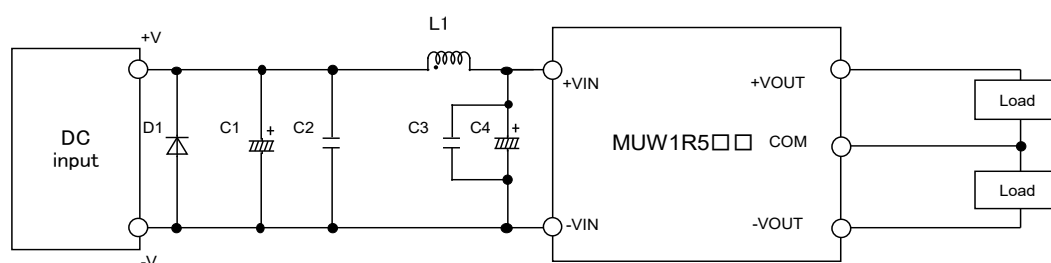 L1
+V
+VIN
+VOUT
Load
DC
input
D1
C1
+
C2
C3
C4
+
MUW1R5□□
COM
Load
-VIN
-VOUT
-V